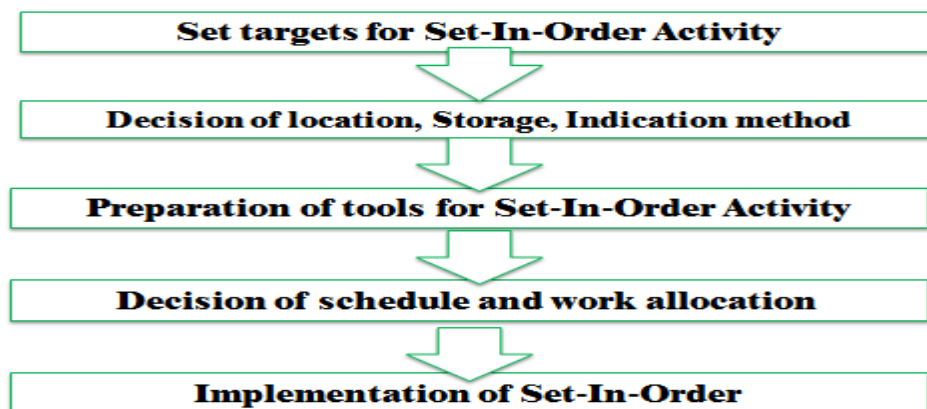 Set targets for Set-In-Order Activity
Decision of location, Storage, Indication method
Preparation of tools for Set-In-Order Activity
Decision of schedule and work allocation
Implementation of Set-In-Order